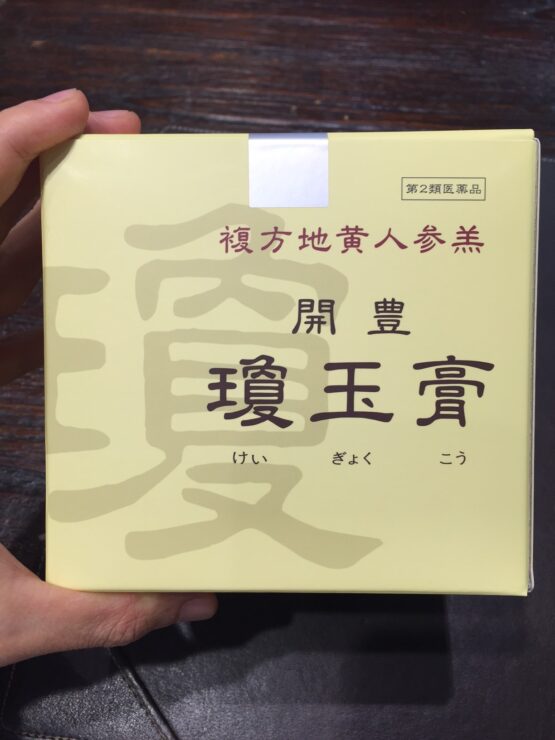 第2類医薬品
複方地黄人参羔
開豊
瓊玉膏
けい ぎょく こう
瓊